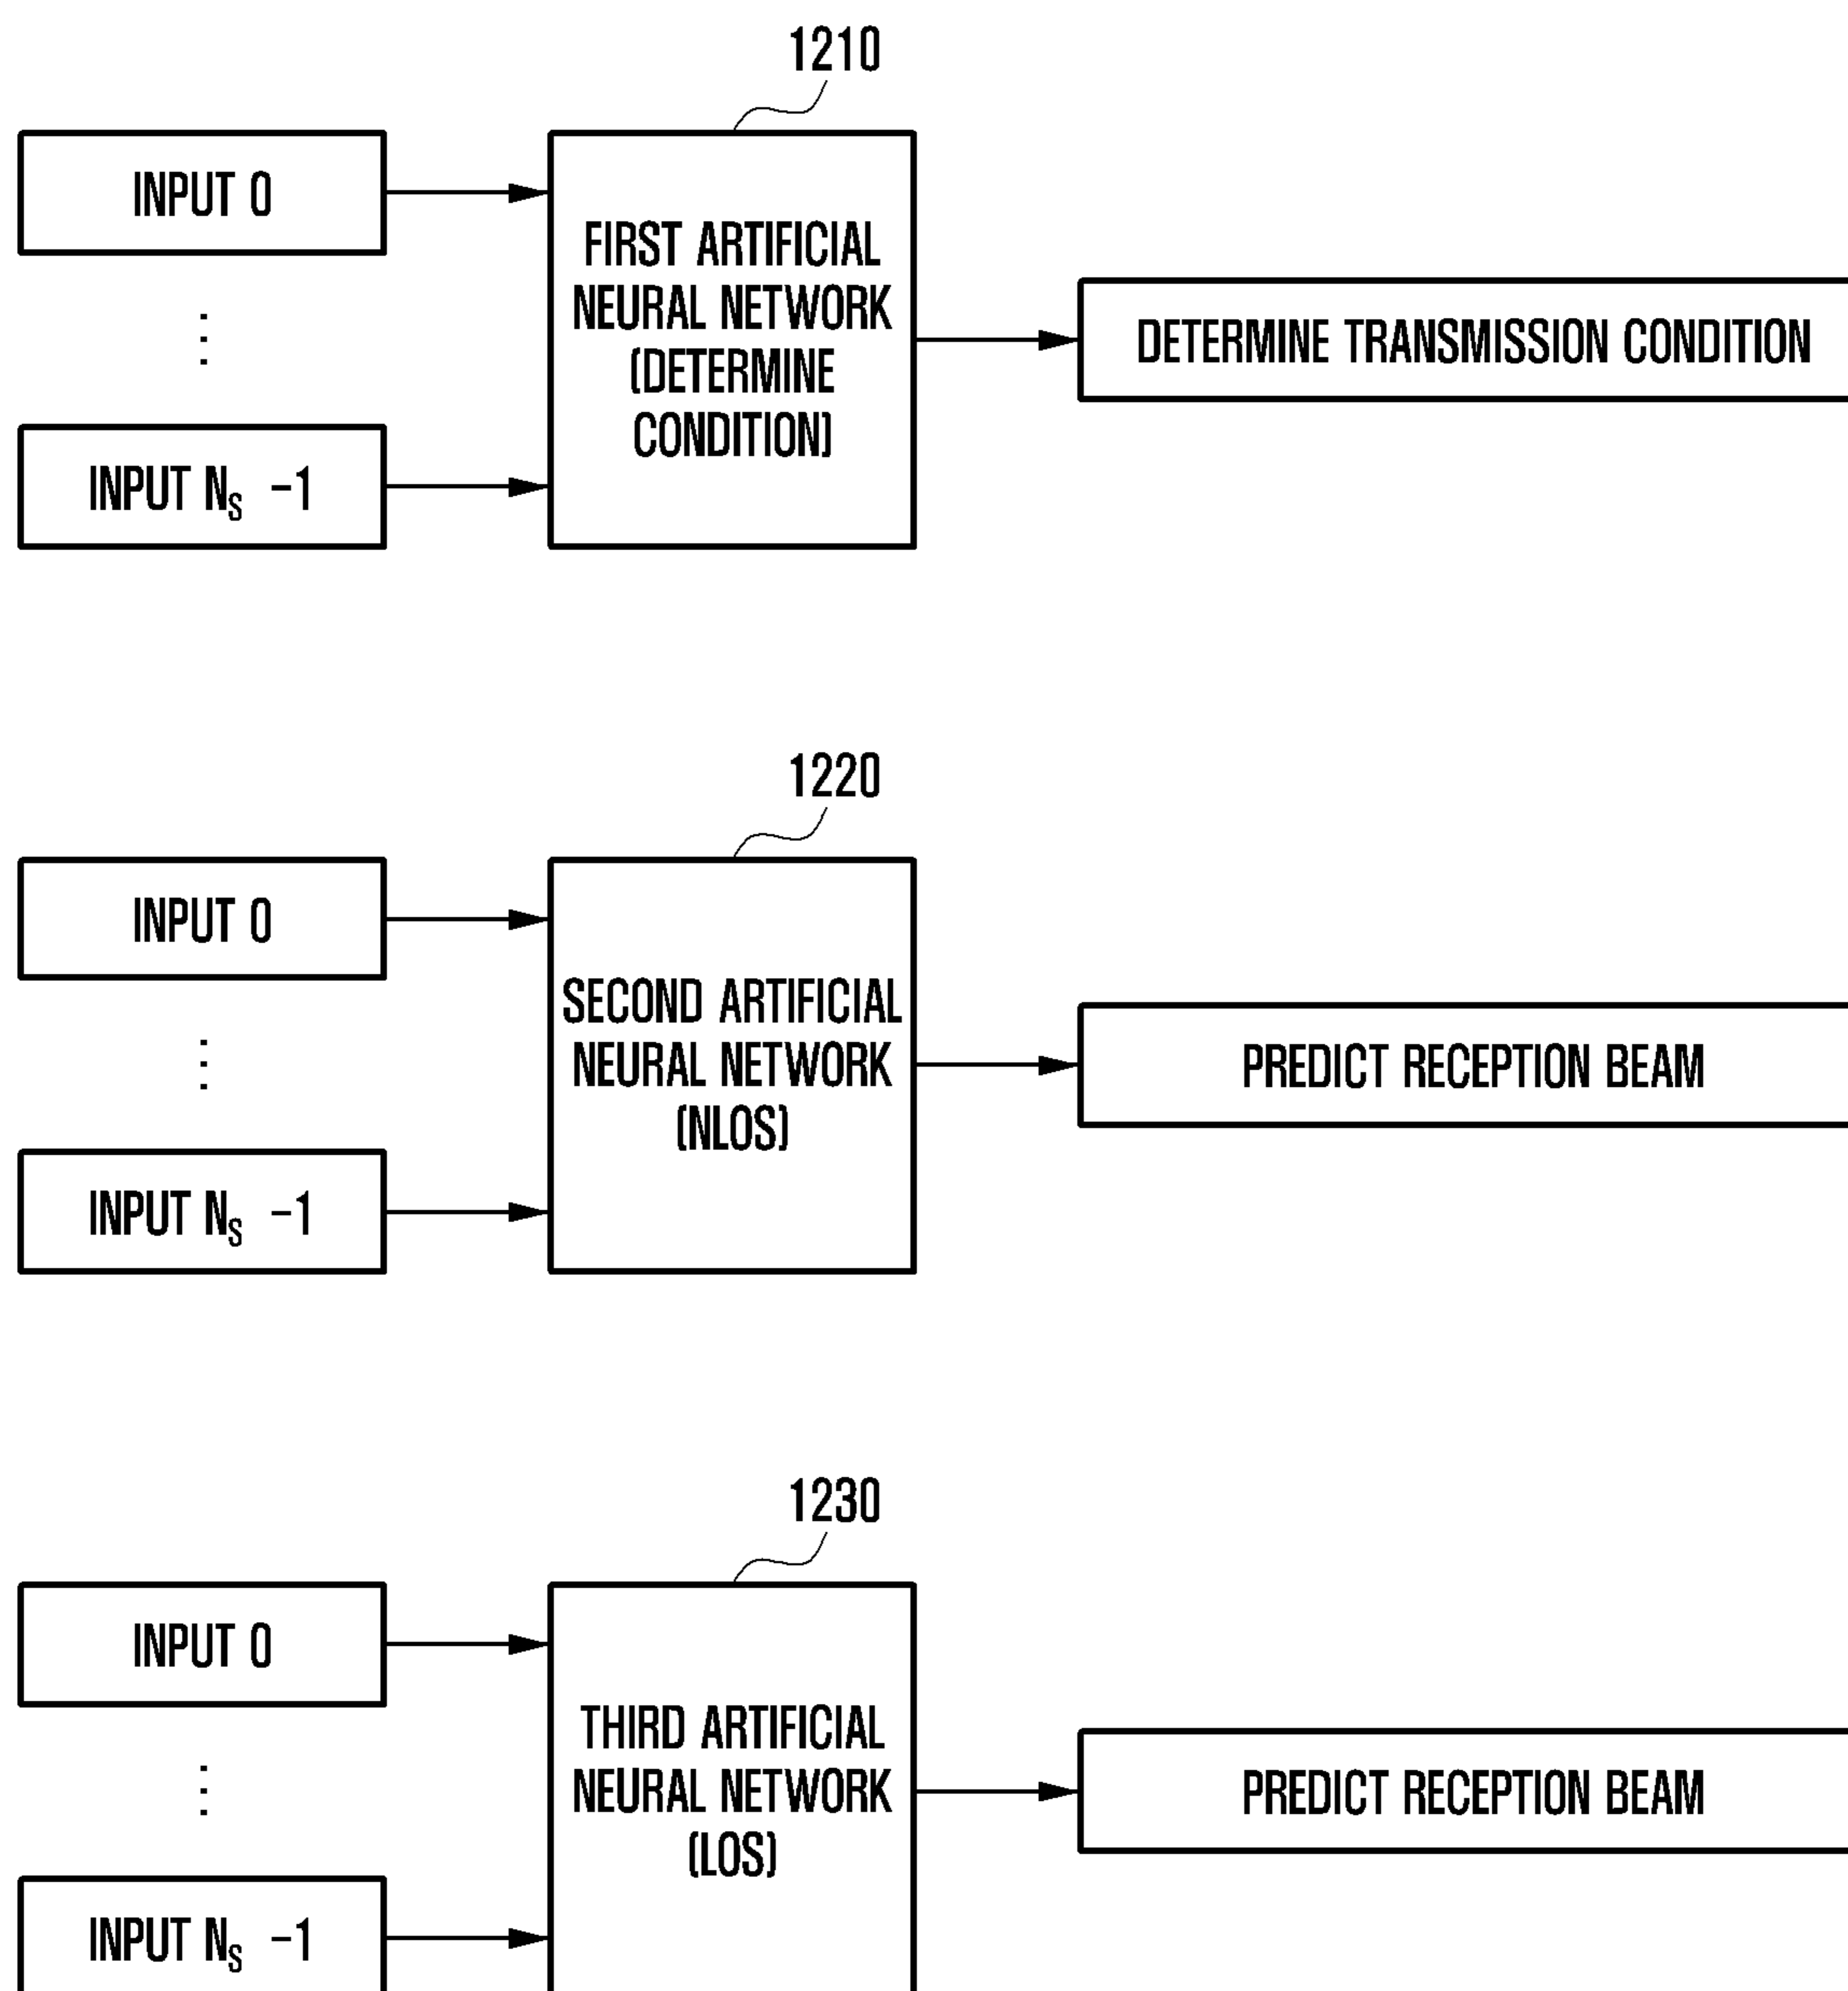 1210
INPUT 0
FIRST ARTIFICIAL
NEURAL NETWORK
(DETERMINE
CONDITION)
DETERMINE TRANSMISSION CONDITION
⋮
INPUT Nₛ −1
1220
INPUT 0
SECOND ARTIFICIAL
NEURAL NETWORK
(NLOS)
PREDICT RECEPTION BEAM
⋮
INPUT Nₛ −1
1230
INPUT 0
THIRD ARTIFICIAL
NEURAL NETWORK
(LOS)
PREDICT RECEPTION BEAM
⋮
INPUT Nₛ −1